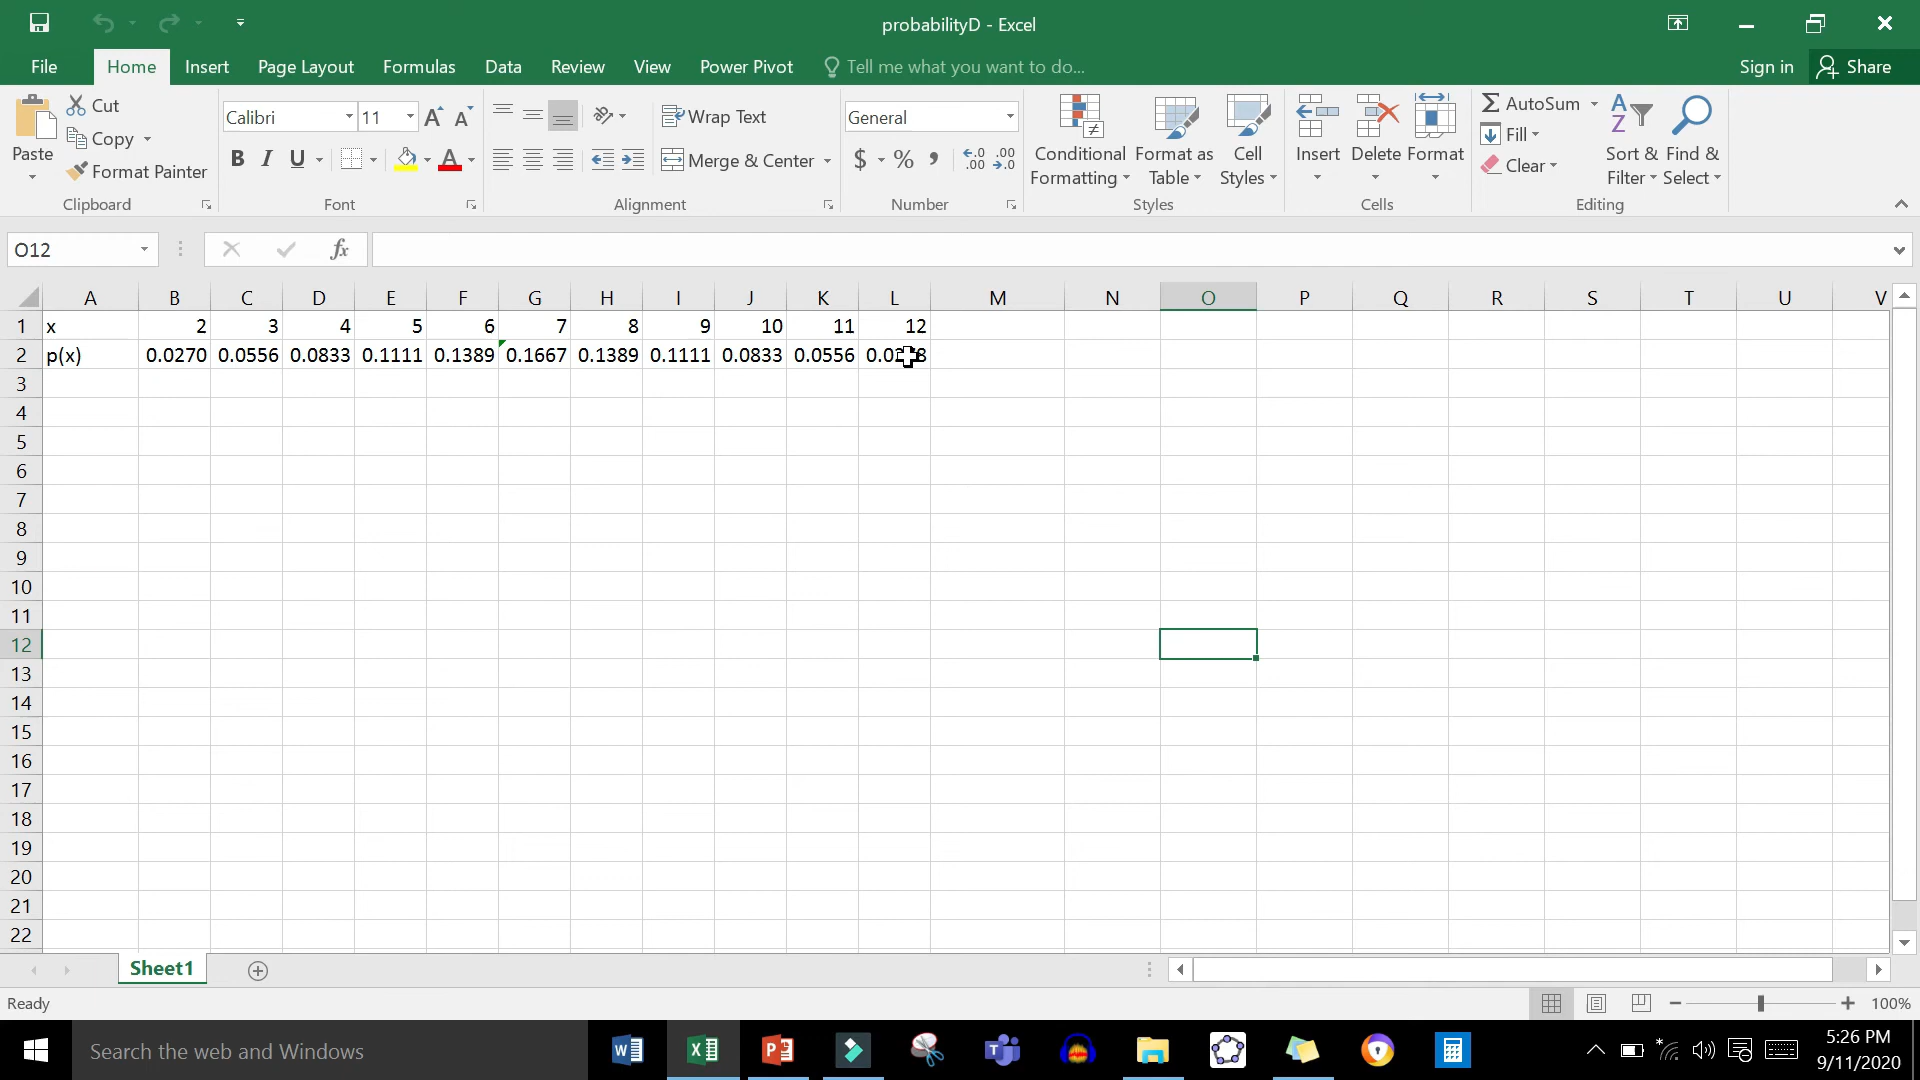 probabilityD - Excel
File Home Insert Page Layout Formulas Data Review View Power Pivot Tell me what you want to do... Sign in Share
Paste Cut Copy Format Painter Clipboard
Calibri 11 B I U A Font
Wrap Text Merge & Center Alignment
General $ % Number
Conditional Formatting Format as Table Cell Styles Styles
Insert Delete Format Cells
AutoSum Fill Clear Sort & Filter Find & Select Editing
O12 fx
A B C D E F G H I J K L M N O P Q R S T U V
1 x 2 3 4 5 6 7 8 9 10 11 12
2 p(x) 0.0270 0.0556 0.0833 0.1111 0.1389 0.1667 0.1389 0.1111 0.0833 0.0556
3
4
5
6
7
8
9
10
11
12
13
14
15
16
17
18
19
20
21
22
Sheet1
Ready 100%
Search the web and Windows
5:26 PM
9/11/2020